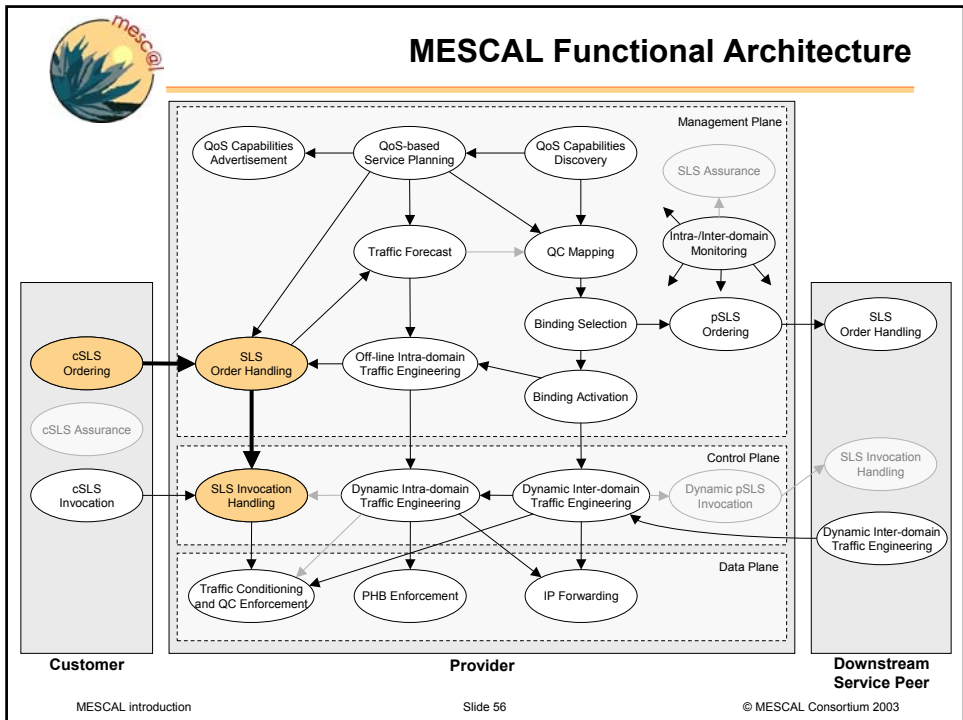 mesc@l
MESCAL Functional Architecture
Management Plane
QoS Capabilities
Advertisement
QoS-based
Service Planning
QoS Capabilities
Discovery
SLS Assurance
Traffic Forecast
QC Mapping
Intra-/Inter-domain
Monitoring
Binding Selection
pSLS
Ordering
SLS
Order Handling
cSLS
Ordering
SLS
Order Handling
Off-line Intra-domain
Traffic Engineering
Binding Activation
cSLS Assurance
Control Plane
cSLS
Invocation
SLS Invocation
Handling
Dynamic Intra-domain
Traffic Engineering
Dynamic Inter-domain
Traffic Engineering
Dynamic pSLS
Invocation
SLS Invocation
Handling
Dynamic Inter-domain
Traffic Engineering
Data Plane
Traffic Conditioning
and QC Enforcement
PHB Enforcement
IP Forwarding
Customer
Provider
Downstream
Service Peer
MESCAL introduction
Slide 56
© MESCAL Consortium 2003